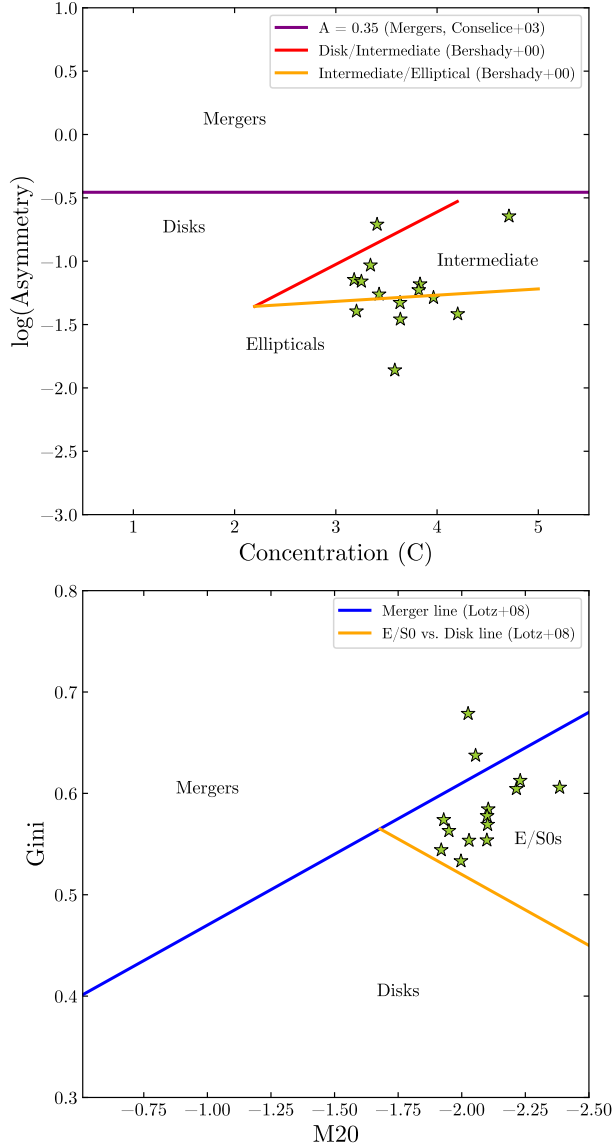 A = 0.35 (Mergers, Conselice+03)
Disk/Intermediate (Bershady+00)
Intermediate/Elliptical (Bershady+00)
1.0
0.5
0.0
−0.5
−1.0
−1.5
−2.0
−2.5
−3.0
log(Asymmetry)
Mergers
Disks
Intermediate
Ellipticals
1 2 3 4 5
Concentration (C)
Merger line (Lotz+08)
E/S0 vs. Disk line (Lotz+08)
0.8
0.7
0.6
0.5
0.4
0.3
Gini
Mergers
E/S0s
Disks
−0.75 −1.00 −1.25 −1.50 −1.75 −2.00 −2.25 −2.50
M20